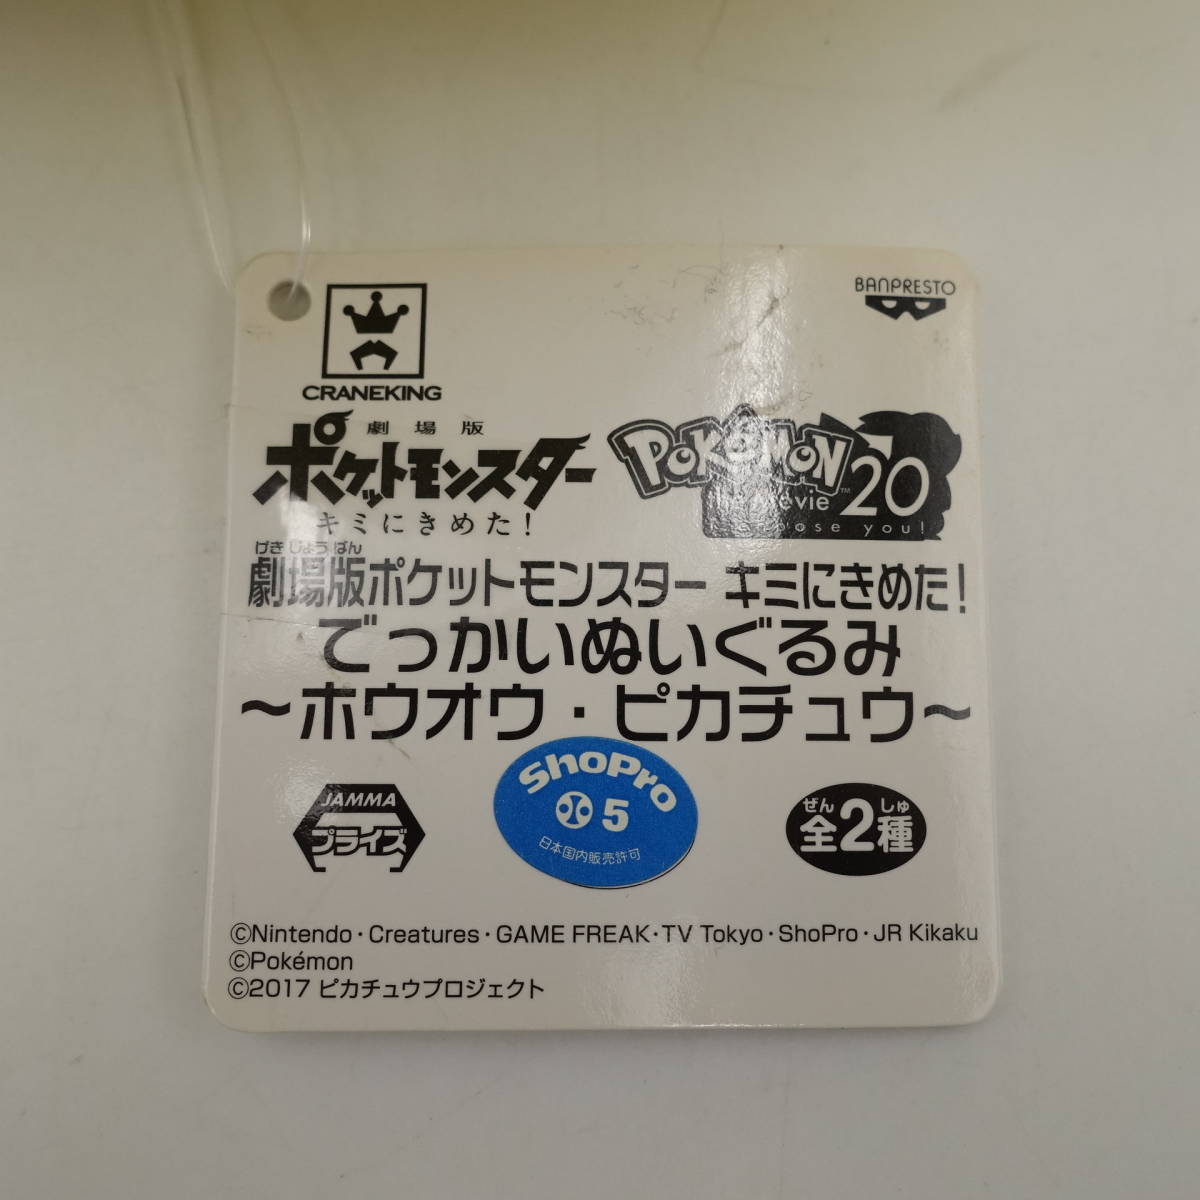 CRANEKING
BANPRESTO
劇場版
ポケットモンスター
キミにきめた!
POKéMON
the movie 20
choose you!
げきじょうばん
劇場版ポケットモンスター キミにきめた!
でっかいぬいぐるみ
～ホウオウ・ピカチュウ～
JAMMA
プライズ
ShoPro
5
日本国内販売許可
ぜん しゅ
全2種
©Nintendo・Creatures・GAME FREAK・TV Tokyo・ShoPro・JR Kikaku
©Pokémon
©2017 ピカチュウプロジェクト